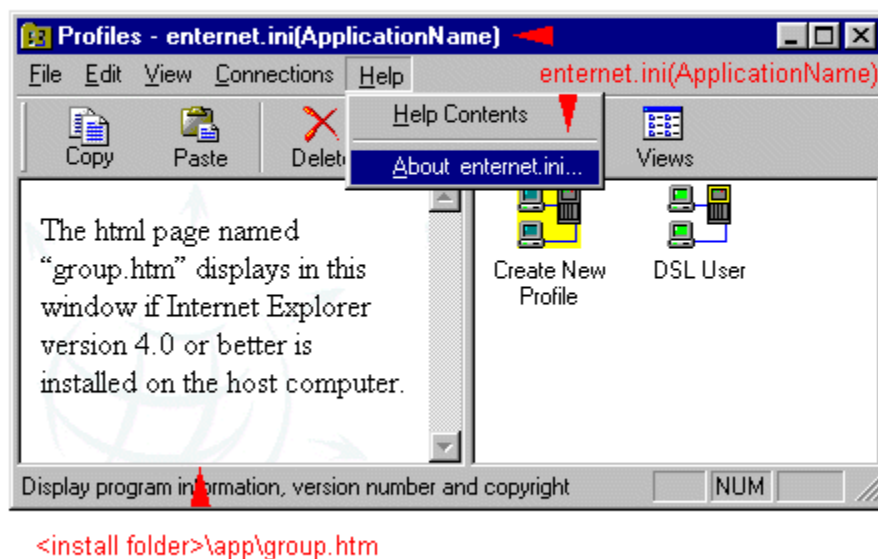 Profiles - enternet.ini(ApplicationName)
File Edit View Connections Help
enternet.ini(ApplicationName)
Help Contents
About enternet.ini...
Copy Paste Delet Views
The html page named
“group.htm” displays in this
window if Internet Explorer
version 4.0 or better is
installed on the host computer.
Create New
Profile
DSL User
Display program information, version number and copyright
NUM
<install folder>\app\group.htm